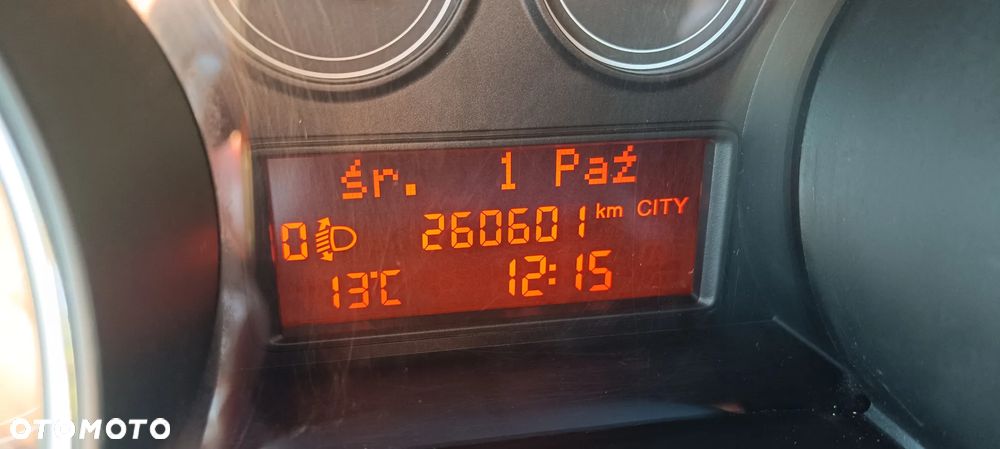 śr. 1 Paź
0 260601 km CITY
13°C 12:15
OTOMOTO